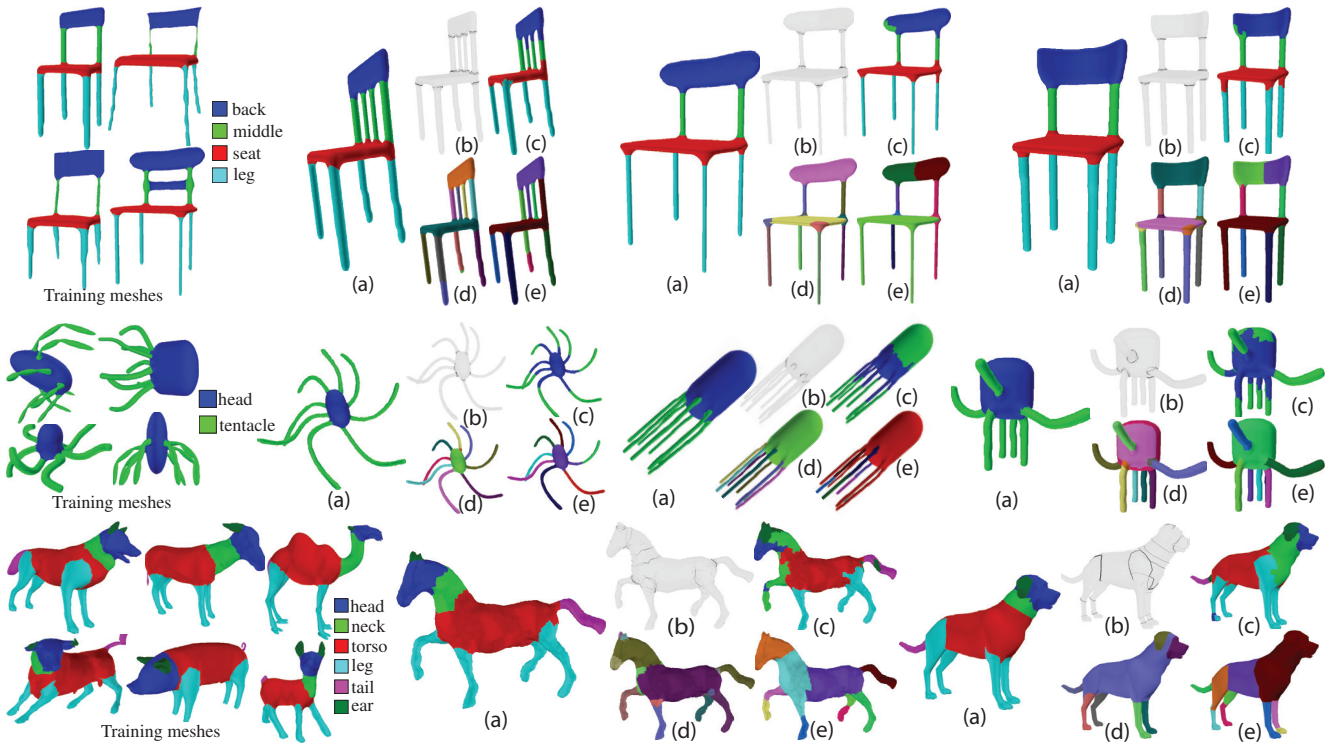 back
middle
seat
leg
Training meshes
(a)
(b)
(c)
(d)
(e)
(a)
(b)
(c)
(d)
(e)
(a)
(b)
(c)
(d)
(e)
head
tentacle
Training meshes
(a)
(b)
(c)
(d)
(e)
(a)
(b)
(c)
(d)
(e)
(a)
(b)
(c)
(d)
(e)
head
neck
torso
leg
tail
ear
Training meshes
(a)
(b)
(c)
(d)
(e)
(a)
(b)
(c)
(d)
(e)